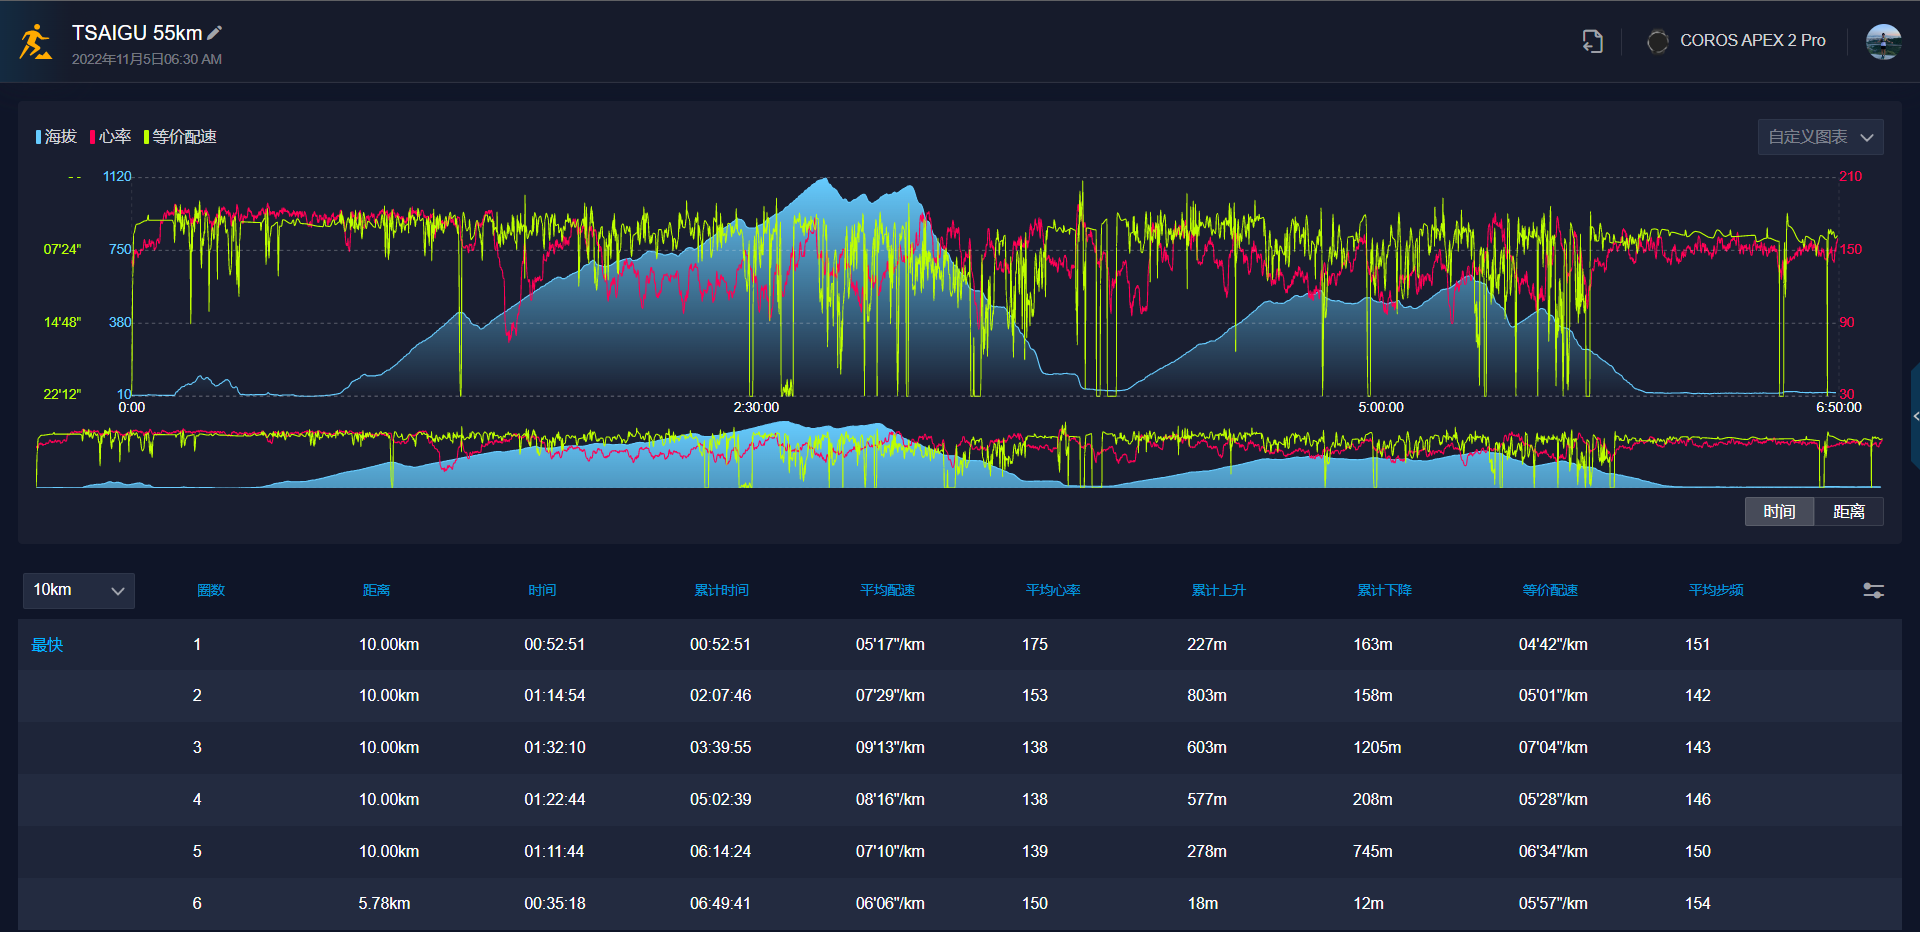 TSAIGU 55km
2022年11月5日06:30 AM
COROS APEX 2 Pro
海拔 心率 等价配速
自定义图表
-- 1120 210
07'24" 750 150
14'48" 380 90
22'12" 10 30
0:00 2:30:00 5:00:00 6:50:00
时间 距离
10km 圈数 距离 时间 累计时间 平均配速 平均心率 累计上升 累计下降 等价配速 平均步频
最快 1 10.00km 00:52:51 00:52:51 05'17"/km 175 227m 163m 04'42"/km 151
2 10.00km 01:14:54 02:07:46 07'29"/km 153 803m 158m 05'01"/km 142
3 10.00km 01:32:10 03:39:55 09'13"/km 138 603m 1205m 07'04"/km 143
4 10.00km 01:22:44 05:02:39 08'16"/km 138 577m 208m 05'28"/km 146
5 10.00km 01:11:44 06:14:24 07'10"/km 139 278m 745m 06'34"/km 150
6 5.78km 00:35:18 06:49:41 06'06"/km 150 18m 12m 05'57"/km 154